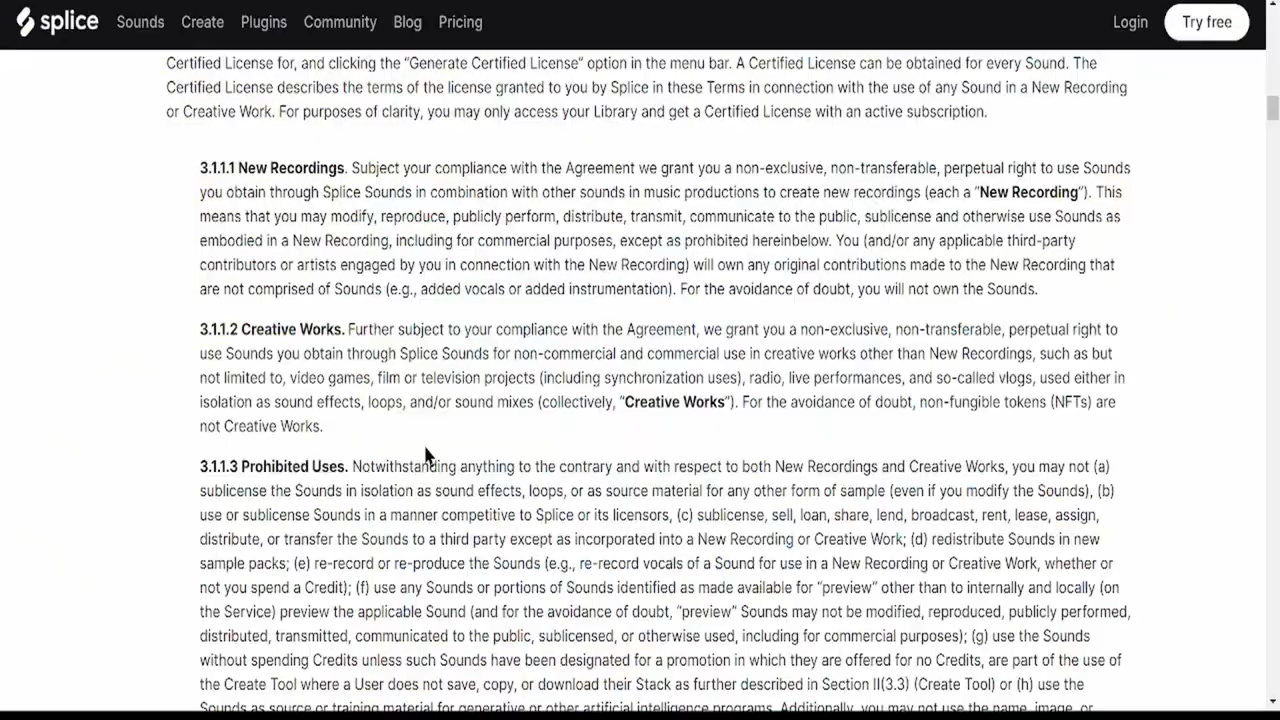 splice Sounds Create Plugins Community Blog Pricing Login Try free
Certified License for, and clicking the “Generate Certified License” option in the menu bar. A Certified License can be obtained for every Sound. The
Certified License describes the terms of the license granted to you by Splice in these Terms in connection with the use of any Sound in a New Recording
or Creative Work. For purposes of clarity, you may only access your Library and get a Certified License with an active subscription.
3.1.1.1 New Recordings. Subject your compliance with the Agreement we grant you a non-exclusive, non-transferable, perpetual right to use Sounds
you obtain through Splice Sounds in combination with other sounds in music productions to create new recordings (each a “New Recording”). This
means that you may modify, reproduce, publicly perform, distribute, transmit, communicate to the public, sublicense and otherwise use Sounds as
embodied in a New Recording, including for commercial purposes, except as prohibited hereinbelow. You (and/or any applicable third-party
contributors or artists engaged by you in connection with the New Recording) will own any original contributions made to the New Recording that
are not comprised of Sounds (e.g., added vocals or added instrumentation). For the avoidance of doubt, you will not own the Sounds.
3.1.1.2 Creative Works. Further subject to your compliance with the Agreement, we grant you a non-exclusive, non-transferable, perpetual right to
use Sounds you obtain through Splice Sounds for non-commercial and commercial use in creative works other than New Recordings, such as but
not limited to, video games, film or television projects (including synchronization uses), radio, live performances, and so-called vlogs, used either in
isolation as sound effects, loops, and/or sound mixes (collectively, “Creative Works”). For the avoidance of doubt, non-fungible tokens (NFTs) are
not Creative Works.
3.1.1.3 Prohibited Uses. Notwithstanding anything to the contrary and with respect to both New Recordings and Creative Works, you may not (a)
sublicense the Sounds in isolation as sound effects, loops, or as source material for any other form of sample (even if you modify the Sounds), (b)
use or sublicense Sounds in a manner competitive to Splice or its licensors, (c) sublicense, sell, loan, share, lend, broadcast, rent, lease, assign,
distribute, or transfer the Sounds to a third party except as incorporated into a New Recording or Creative Work; (d) redistribute Sounds in new
sample packs; (e) re-record or re-produce the Sounds (e.g., re-record vocals of a Sound for use in a New Recording or Creative Work, whether or
not you spend a Credit); (f) use any Sounds or portions of Sounds identified as made available for “preview” other than to internally and locally (on
the Service) preview the applicable Sound (and for the avoidance of doubt, “preview” Sounds may not be modified, reproduced, publicly performed,
distributed, transmitted, communicated to the public, sublicensed, or otherwise used, including for commercial purposes); (g) use the Sounds
without spending Credits unless such Sounds have been designated for a promotion in which they are offered for no Credits, are part of the use of
the Create Tool where a User does not save, copy, or download their Stack as further described in Section II(3.3) (Create Tool) or (h) use the
Sounds as source or training material for generative or other artificial intelligence programs. Additionally, you may not use the name, image, or